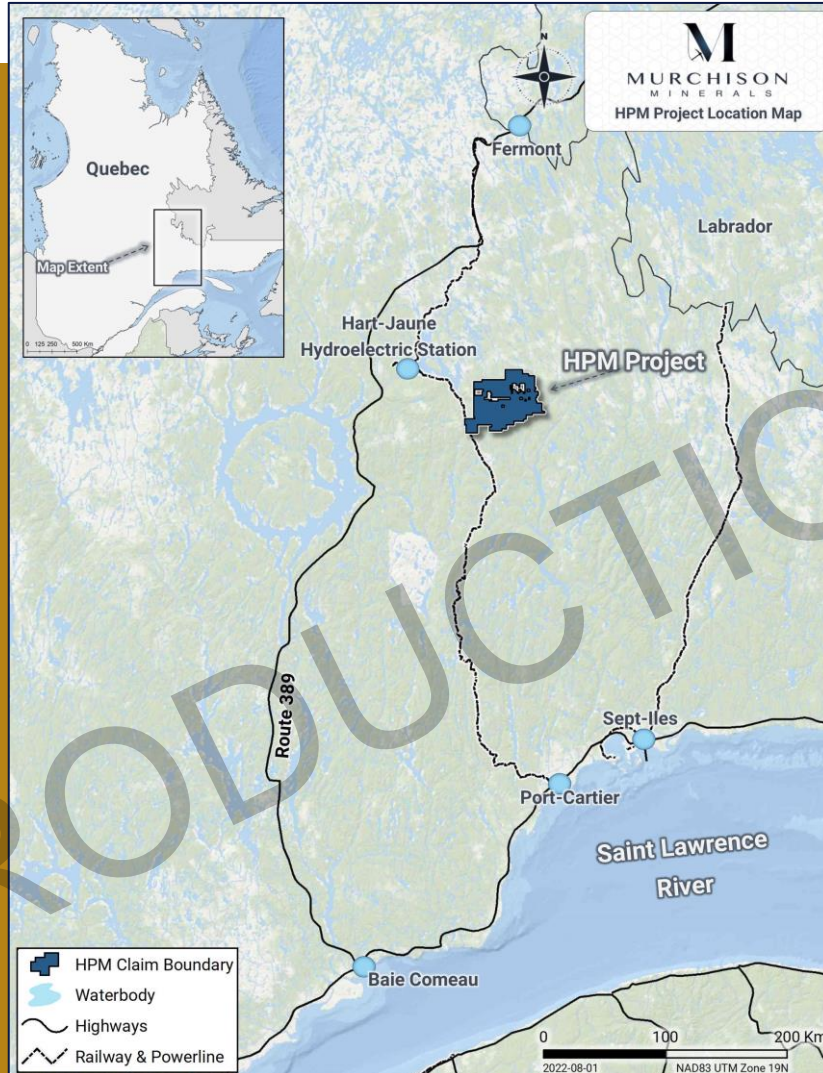 MURCHISON
MINERALS
HPM Project Location Map
N
Quebec
Map Extent
0 125 250 500 Km
Fermont
Labrador
Hart-Jaune
Hydroelectric Station
HPM Project
Route 389
Sept-Iles
Port-Cartier
Saint Lawrence
River
Baie Comeau
HPM Claim Boundary
Waterbody
Highways
Railway & Powerline
0 100 200 Km
2022-08-01 NAD83 UTM Zone 19N
RODUCTIO